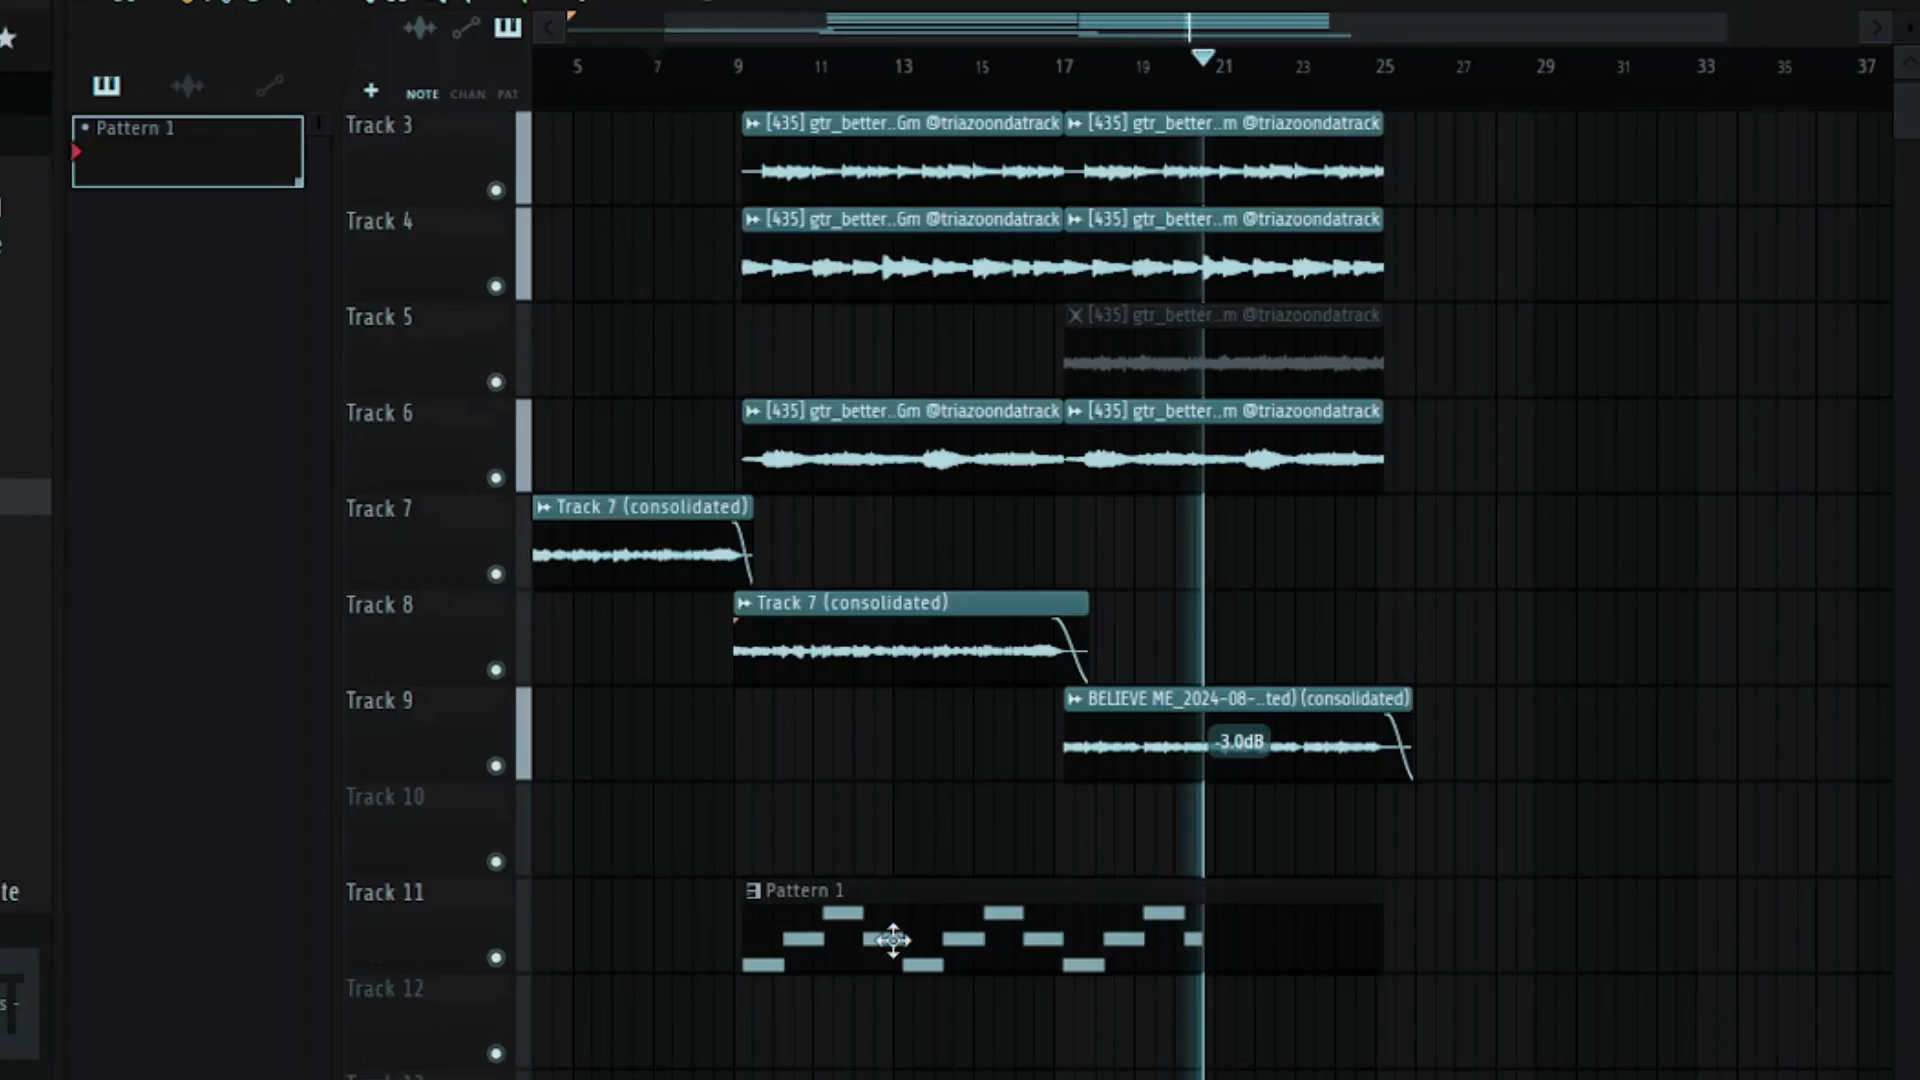 NOTE CHAN PAT
5 7 9 11 13 15 17 19 21 23 25 27 29 31 33 35 37
Pattern 1
Track 3
[435] gtr_better..Gm @triazoondatrack
[435] gtr_better..m @triazoondatrack
Track 4
[435] gtr_better..Gm @triazoondatrack
[435] gtr_better..m @triazoondatrack
Track 5
[435] gtr_better..m @triazoondatrack
Track 6
[435] gtr_better..Gm @triazoondatrack
[435] gtr_better..m @triazoondatrack
Track 7
Track 7 (consolidated)
Track 8
Track 7 (consolidated)
Track 9
BELIEVE ME_2024-08-..ted) (consolidated)
-3.0dB
Track 10
te
Track 11
Pattern 1
Track 12
s -